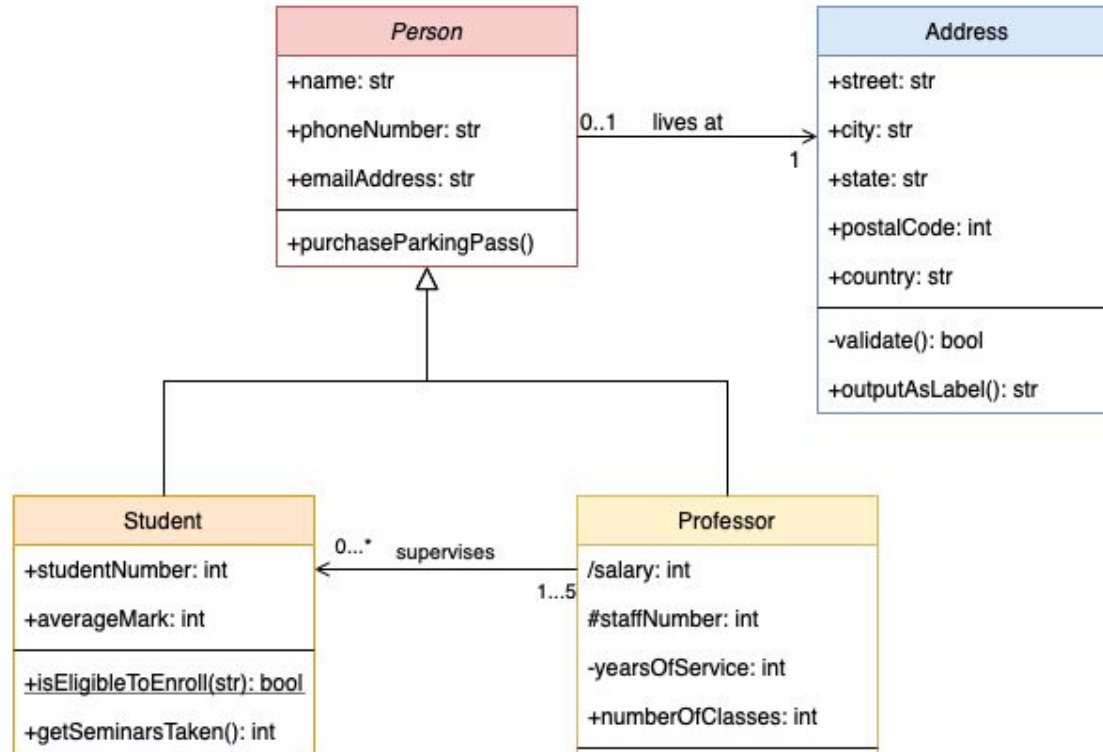 Person
+name: str
+phoneNumber: str
+emailAddress: str
+purchaseParkingPass()
0..1 lives at
1
Address
+street: str
+city: str
+state: str
+postalCode: int
+country: str
-validate(): bool
+outputAsLabel(): str
Student
+studentNumber: int
+averageMark: int
+isEligibleToEnroll(str): bool
+getSeminarsTaken(): int
0...* supervises
1...5
Professor
/salary: int
#staffNumber: int
-yearsOfService: int
+numberOfClasses: int